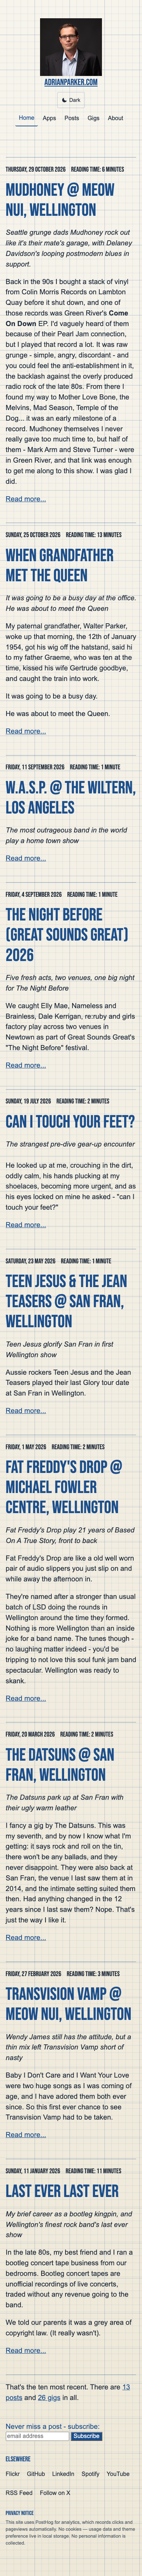 ADRIANPARKER.COM
Dark
Home Apps Posts Gigs About
THURSDAY, 29 OCTOBER 2026 READING TIME: 6 MINUTES
MUDHONEY @ MEOW
NUI, WELLINGTON
Seattle grunge dads Mudhoney rock out
like it's their mate's garage, with Delaney
Davidson's looping postmodern blues in
support.
Back in the 90s I bought a stack of vinyl
from Colin Morris Records on Lambton
Quay before it shut down, and one of
those records was Green River's Come
On Down EP. I'd vaguely heard of them
because of their Pearl Jam connection,
but I played that record a lot. It was raw
grunge - simple, angry, discordant - and
you could feel the anti-establishment in it,
the backlash against the overly produced
radio rock of the late 80s. From there I
found my way to Mother Love Bone, the
Melvins, Mad Season, Temple of the
Dog... it was an early milestone of a
record. Mudhoney themselves I never
really gave too much time to, but half of
them - Mark Arm and Steve Turner - were
in Green River, and that link was enough
to get me along to this show. I was glad I
did.
Read more...
SUNDAY, 25 OCTOBER 2026 READING TIME: 13 MINUTES
WHEN GRANDFATHER
MET THE QUEEN
It was going to be a busy day at the office.
He was about to meet the Queen
My paternal grandfather, Walter Parker,
woke up on the morning, the 12th of January
1954, got his wig off the hatstand, said hi
to my father Graeme, who was ten at the
time, kissed his wife Gertrude goodbye,
and caught the train into work.
It was going to be a busy day.
He was about to meet the Queen.
Read more...
FRIDAY, 11 SEPTEMBER 2026 READING TIME: 1 MINUTE
W.A.S.P. @ THE WILTERN,
LOS ANGELES
The most outrageous band in the world
play a home town show
Read more...
FRIDAY, 4 SEPTEMBER 2026 READING TIME: 1 MINUTE
THE NIGHT BEFORE
(GREAT SOUNDS GREAT)
2026
Five fresh acts, two venues, one big night
for The Night Before
We caught Elly Mae, Nameless and
Brainless, Dale Kerrigan, re:ruby and girls
factory play across two venues in
Newtown as part of Great Sounds Great's
"The Night Before" festival.
Read more...
SUNDAY, 19 JULY 2026 READING TIME: 2 MINUTES
CAN I TOUCH YOUR FEET?
The strangest pre-dive gear-up encounter
He looked up at me, crouching in the dirt,
oddly calm, his hands plucking at my
shoelaces, becoming more urgent, and as
his eyes locked on mine he asked - "can I
touch your feet?"
Read more...
SATURDAY, 23 MAY 2026 READING TIME: 1 MINUTE
TEEN JESUS & THE JEAN
TEASERS @ SAN FRAN,
WELLINGTON
Teen Jesus glorify San Fran in first
Wellington show
Aussie rockers Teen Jesus and the Jean
Teasers played their last Glory tour date
at San Fran in Wellington.
Read more...
FRIDAY, 1 MAY 2026 READING TIME: 2 MINUTES
FAT FREDDY'S DROP @
MICHAEL FOWLER
CENTRE, WELLINGTON
Fat Freddy's Drop play 21 years of Based
On A True Story, front to back
Fat Freddy's Drop are like a old well worn
pair of audio slippers you just slip on and
while away the afternoon in.
They're named after a stronger than usual
batch of LSD doing the rounds in
Wellington around the time they formed.
Nothing is more Wellington than an inside
joke for a band name. The rounds though -
no laughing matter indeed - you'd be
tripping to not love this soul funk jam band
spectacular. Wellington was ready to
skank.
Read more...
FRIDAY, 20 MARCH 2026 READING TIME: 2 MINUTES
THE DATSUNS @ SAN
FRAN, WELLINGTON
The Datsuns park up at San Fran with
their ugly warm leather
I fancy a gig by The Datsuns. This was
my seventh, and by now I know what I'm
getting: it says rock and roll on the tin,
there won't be any ballads, and they
never disappoint. They were also back at
San Fran, the venue I last saw them at in
2014, and the intimate setting suited them
then. Had anything changed in the 12
years since I last saw them? Nope. That's
just the way I like it.
Read more...
FRIDAY, 27 FEBRUARY 2026 READING TIME: 3 MINUTES
TRANSVISION VAMP @
MEOW NUI, WELLINGTON
Wendy James still has the attitude, but a
thin mix left Transvision Vamp short of
nasty
Baby I Don't Care and I Want Your Love
were two huge songs as I was coming of
age, and I have adored them both ever
since. So this first ever chance to see
Transvision Vamp had to be taken.
Read more...
SUNDAY, 11 JANUARY 2026 READING TIME: 11 MINUTES
LAST EVER LAST EVER
My brief career as a bootleg kingpin, and
Wellington's finest rock band's last ever
show
In the late 80s, my best friend and I ran a
bootleg concert tape business from our
bedrooms. Bootleg concert tapes are
unofficial recordings of live concerts,
traded without any revenue going to the
band.
We told our parents it was a grey area of
copyright law. (It really wasn't).
Read more...
That's the ten most recent. There are 13
posts and 26 gigs in all.
Never miss a post - subscribe:
email address Subscribe
ELSEWHERE
Flickr GitHub LinkedIn Spotify YouTube
RSS Feed Follow on X
PRIVACY NOTICE
This site uses PostHog for analytics, which records clicks and
pageviews automatically. No cookies — usage data and theme
preference live in local storage. No personal information is
collected.